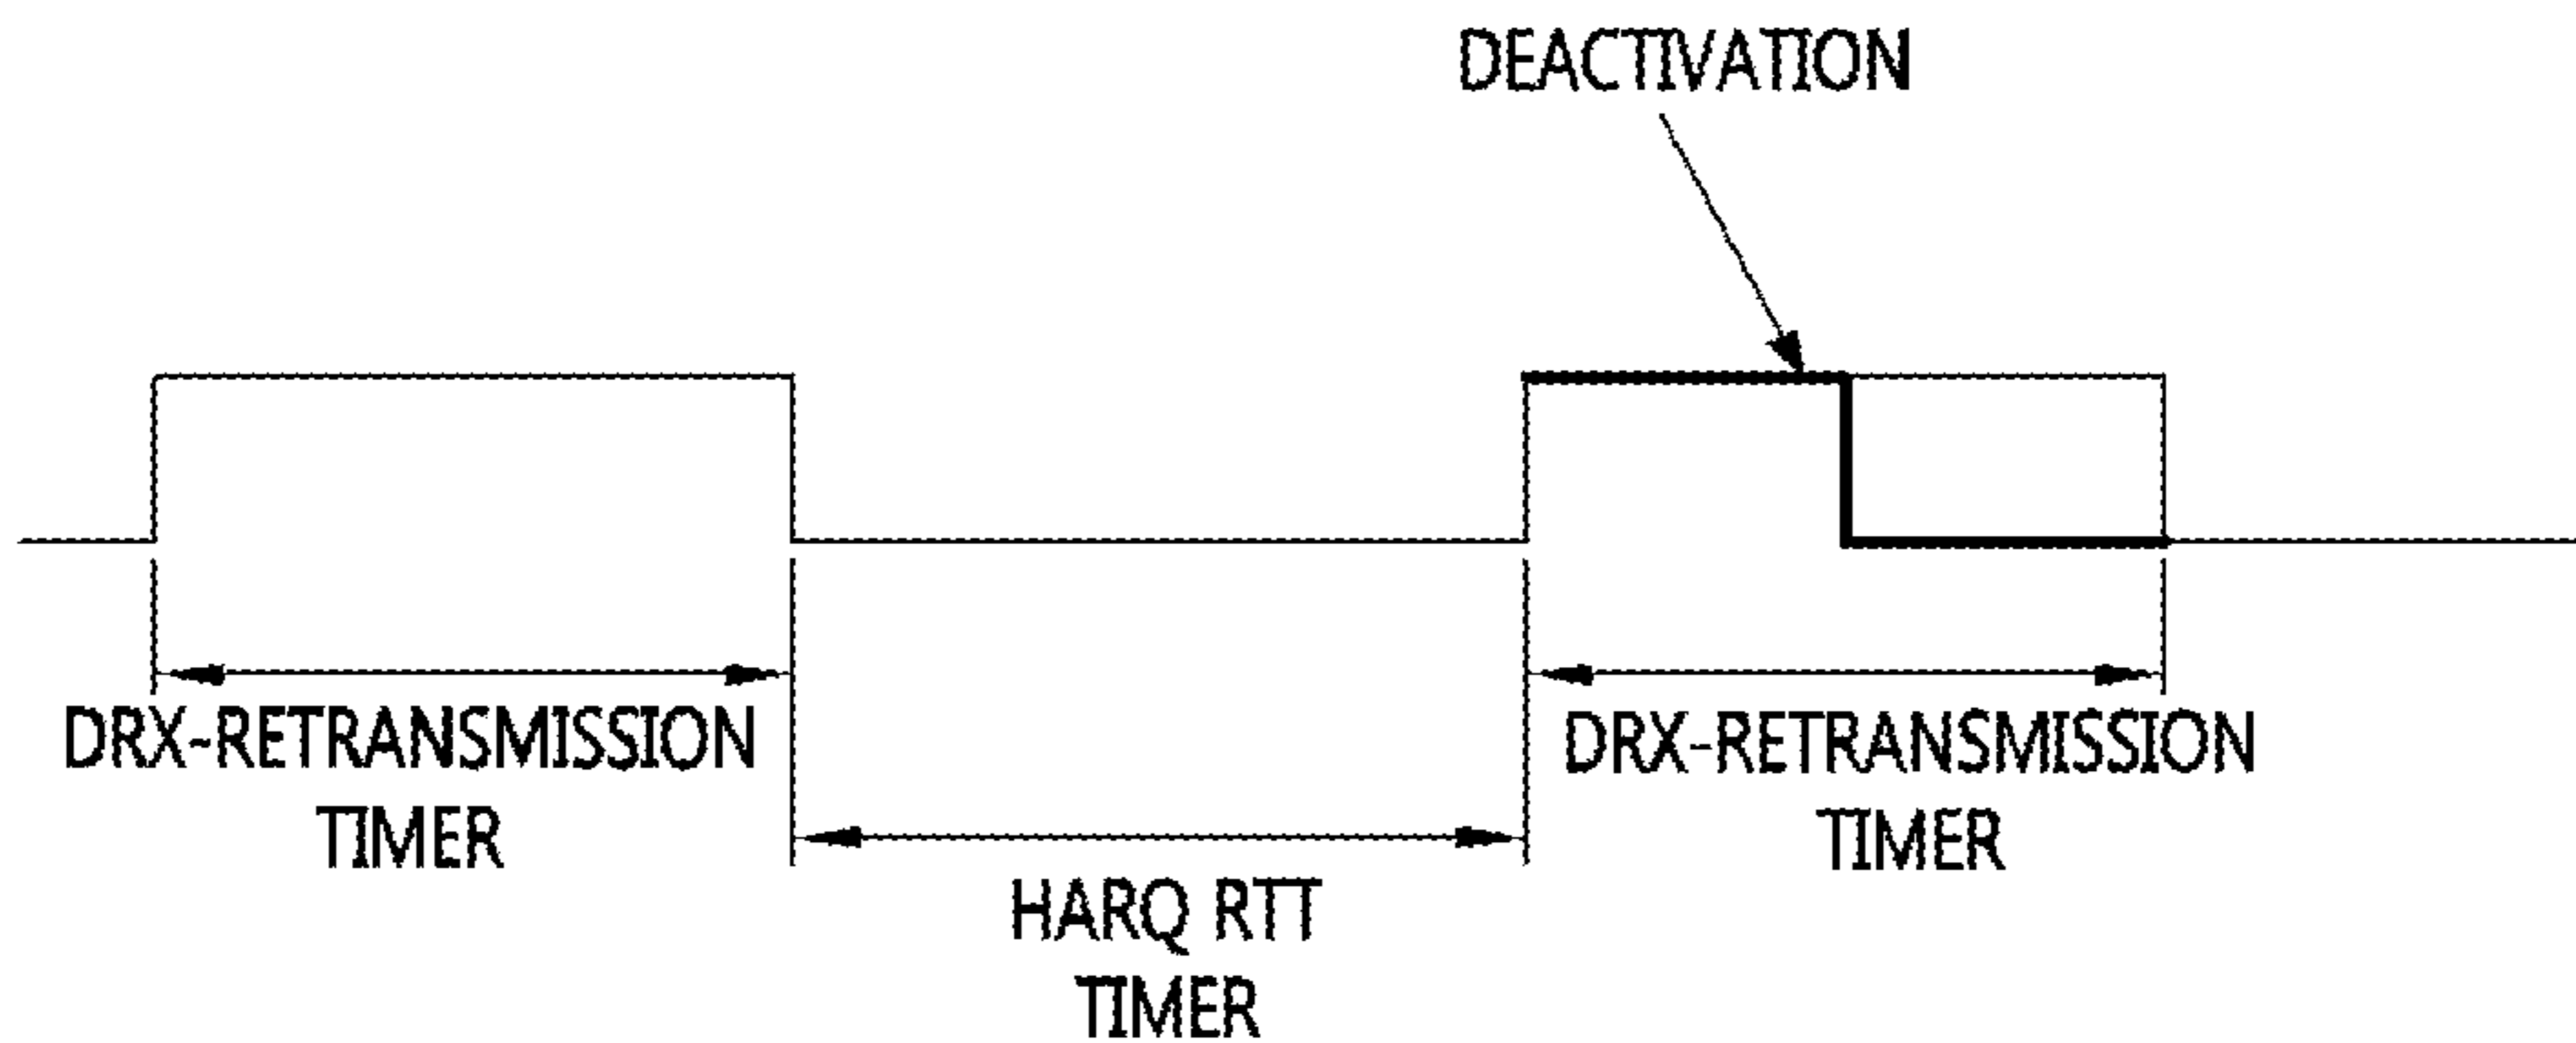 DEACTIVATION
DRX-RETRANSMISSION
TIMER
HARQ RTT
TIMER
DRX-RETRANSMISSION
TIMER